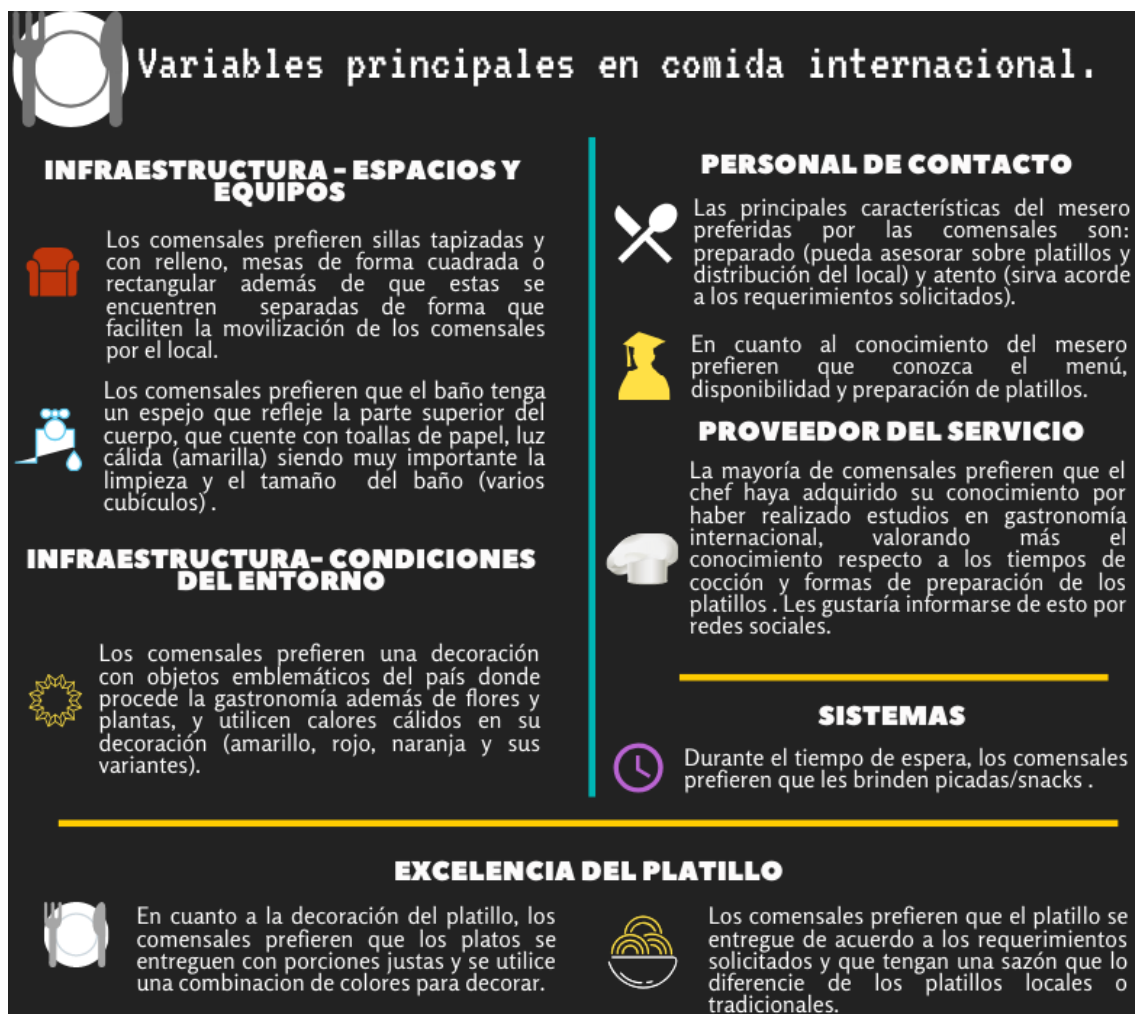 Variables principales en comida internacional.
INFRAESTRUCTURA - ESPACIOS Y
EQUIPOS
Los comensales prefieren sillas tapizadas y
con relleno, mesas de forma cuadrada o
rectangular además de que estas se
encuentren separadas de forma que
faciliten la movilización de los comensales
por el local.
Los comensales prefieren que el baño tenga
un espejo que refleje la parte superior del
cuerpo, que cuente con toallas de papel, luz
cálida (amarilla) siendo muy importante la
limpieza y el tamaño del baño (varios
cubículos) .
INFRAESTRUCTURA- CONDICIONES
DEL ENTORNO
Los comensales prefieren una decoración
con objetos emblemáticos del país donde
procede la gastronomía además de flores y
plantas, y utilicen calores cálidos en su
decoración (amarillo, rojo, naranja y sus
variantes).
PERSONAL DE CONTACTO
Las principales características del mesero
preferidas por las comensales son:
preparado (pueda asesorar sobre platillos y
distribución del local) y atento (sirva acorde
a los requerimientos solicitados).
En cuanto al conocimiento del mesero
prefieren que conozca el menú,
disponibilidad y preparación de platillos.
PROVEEDOR DEL SERVICIO
La mayoría de comensales prefieren que el
chef haya adquirido su conocimiento por
haber realizado estudios en gastronomía
internacional, valorando más el
conocimiento respecto a los tiempos de
cocción y formas de preparación de los
platillos . Les gustaría informarse de esto por
redes sociales.
SISTEMAS
Durante el tiempo de espera, los comensales
prefieren que les brinden picadas/snacks .
EXCELENCIA DEL PLATILLO
En cuanto a la decoración del platillo, los
comensales prefieren que los platos se
entreguen con porciones justas y se utilice
una combinacion de colores para decorar.
Los comensales prefieren que el platillo se
entregue de acuerdo a los requerimientos
solicitados y que tengan una sazón que lo
diferencie de los platillos locales o
tradicionales.